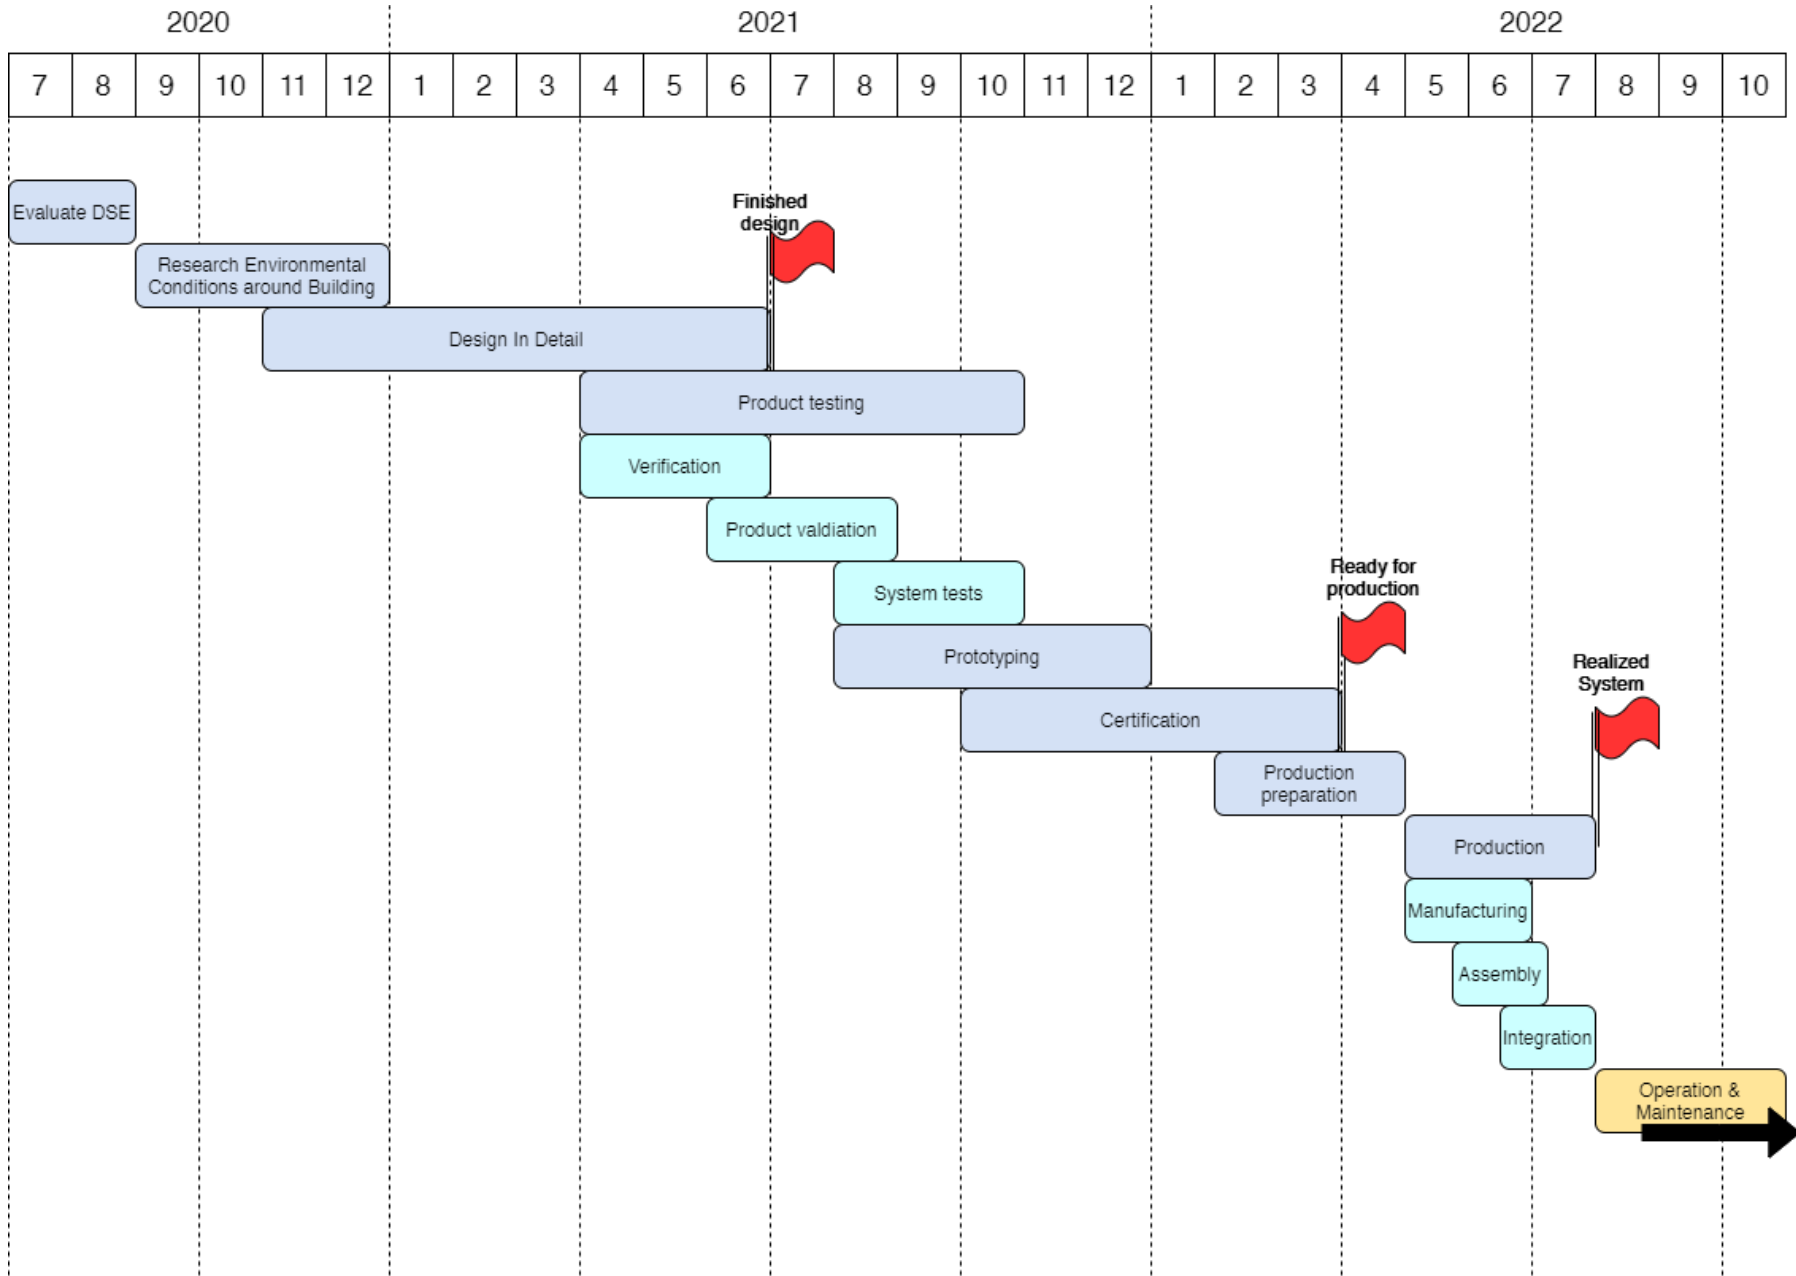 2020 2021 2022
7 8 9 10 11 12 1 2 3 4 5 6 7 8 9 10 11 12 1 2 3 4 5 6 7 8 9 10
Evaluate DSE
Finished
design
Research Environmental
Conditions around Building
Design In Detail
Product testing
Verification
Product valdiation
System tests
Ready for
production
Prototyping
Realized
System
Certification
Production
preparation
Production
Manufacturing
Assembly
Integration
Operation &
Maintenance